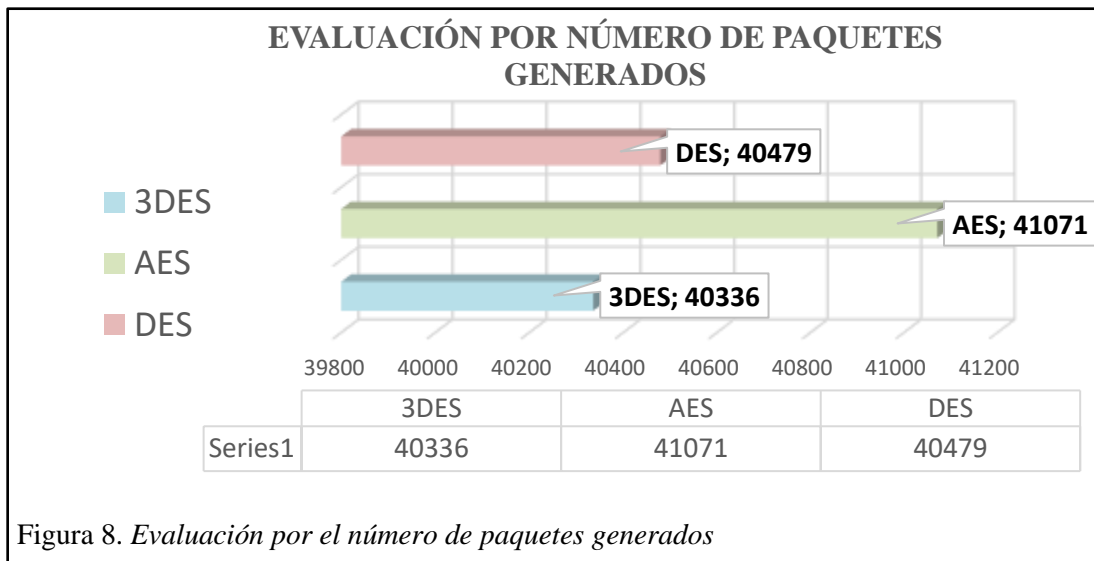 EVALUACIÓN POR NÚMERO DE PAQUETES
GENERADOS
DES; 40479
3DES
AES; 41071
AES
3DES; 40336
DES
39800 40000 40200 40400 40600 40800 41000 41200
3DES AES DES
Series1 40336 41071 40479
Figura 8. Evaluación por el número de paquetes generados